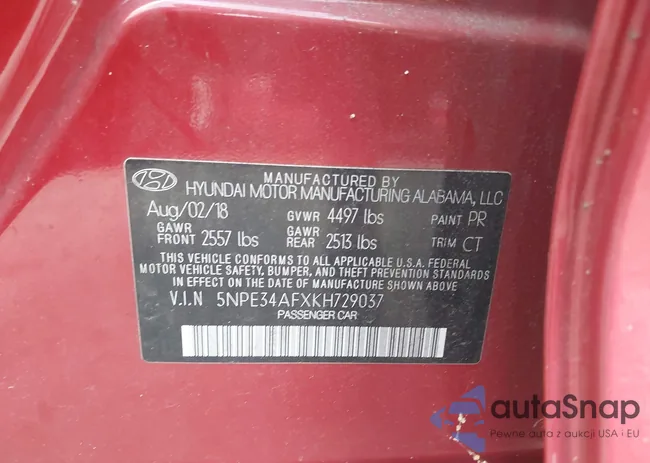 MANUFACTURED BY
HYUNDAI MOTOR MANUFACTURING ALABAMA, LLC
Aug/02/18 GVWR 4497 lbs PAINT PR
GAWR FRONT 2557 lbs GAWR REAR 2513 lbs TRIM CT
THIS VEHICLE CONFORMS TO ALL APPLICABLE U.S.A. FEDERAL
MOTOR VEHICLE SAFETY, BUMPER, AND THEFT PREVENTION STANDARDS
IN EFFECT ON THE DATE OF MANUFACTURE SHOWN ABOVE
V.I.N 5NPE34AFXKH729037
PASSENGER CAR
autaSnap
Pewne auta z aukcji USA i EU